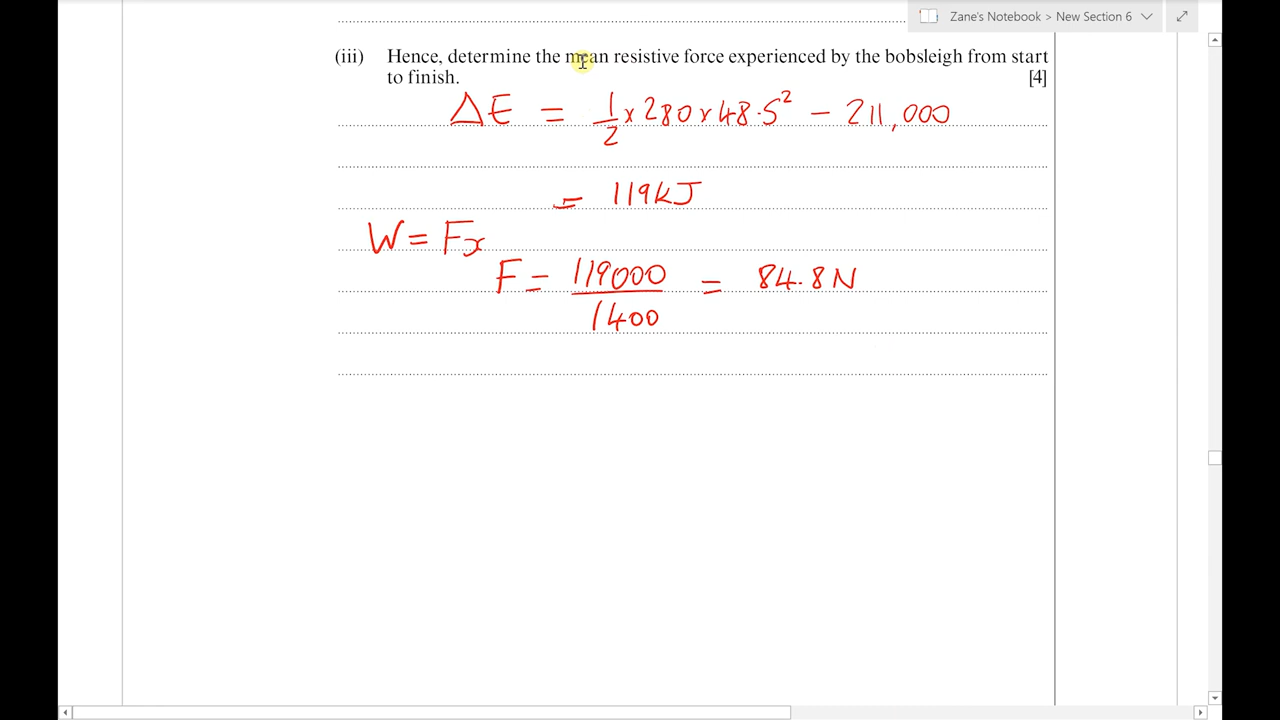 Zane's Notebook > New Section 6
(iii) Hence, determine the mean resistive force experienced by the bobsleigh from start
to finish. [4]
ΔE = 1/2 × 280 × 48.5² − 211,000
= 119kJ
W = Fx
F = 119000/1400 = 84.8N